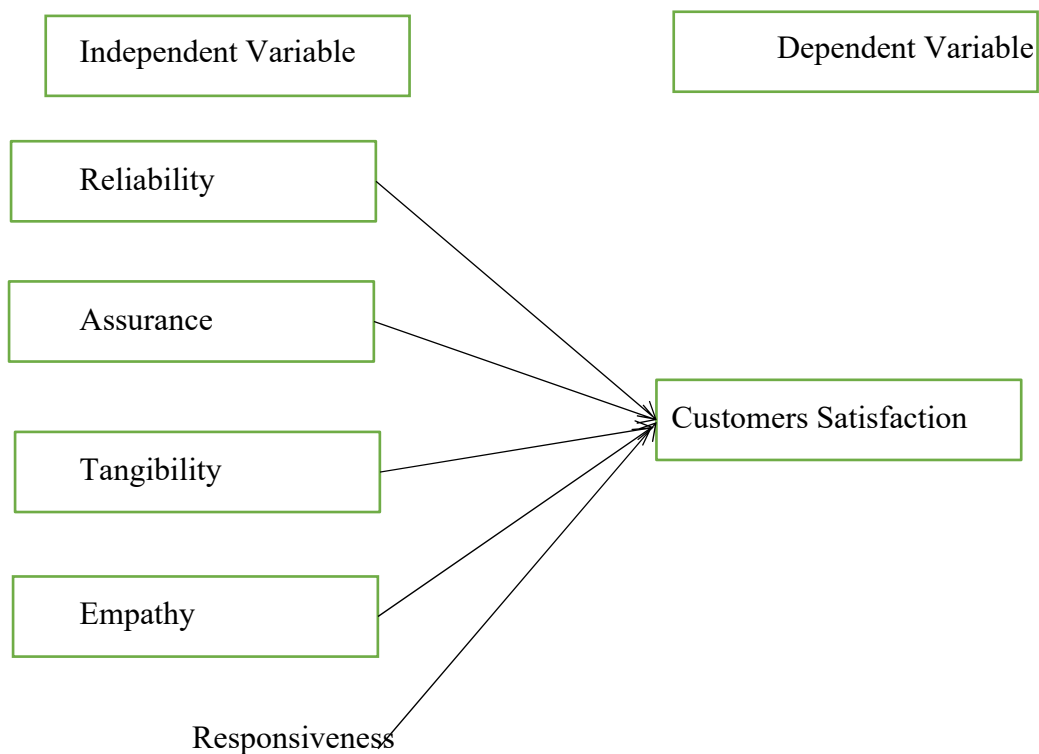 Independent Variable
Dependent Variable
Reliability
Assurance
Customers Satisfaction
Tangibility
Empathy
Responsiveness